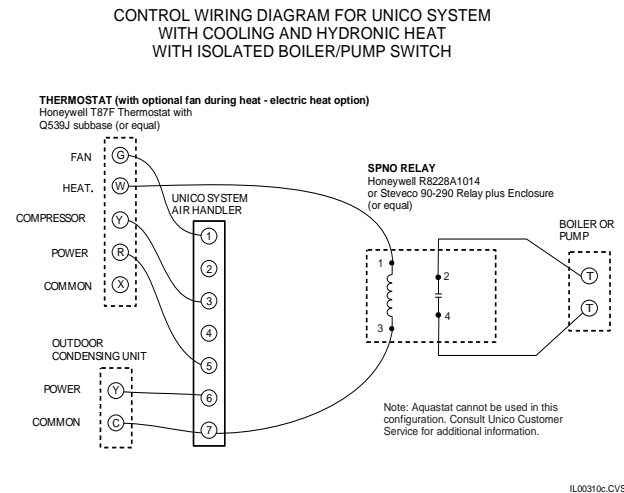 CONTROL WIRING DIAGRAM FOR UNICO SYSTEM
WITH COOLING AND HYDRONIC HEAT
WITH ISOLATED BOILER/PUMP SWITCH
THERMOSTAT (with optional fan during heat - electric heat option)
Honeywell T87F Thermostat with
Q539J subbase (or equal)
FAN
G
HEAT.
W
COMPRESSOR
Y
POWER
R
COMMON
X
UNICO SYSTEM
AIR HANDLER
1
2
3
4
5
6
7
OUTDOOR
CONDENSING UNIT
POWER
Y
COMMON
C
SPNO RELAY
Honeywell R8228A1014
or Steveco 90-290 Relay plus Enclosure
(or equal)
1
2
3
4
BOILER OR
PUMP
T
T
Note: Aquastat cannot be used in this
configuration. Consult Unico Customer
Service for additional information.
IL00310c.CVS